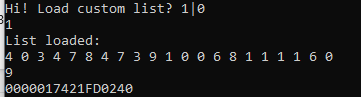 Hi! Load custom list? 1|0
1
List loaded:
4 0 3 4 7 8 4 7 3 9 1 0 0 6 8 1 1 1 1 6 0
9
0000017421FD0240